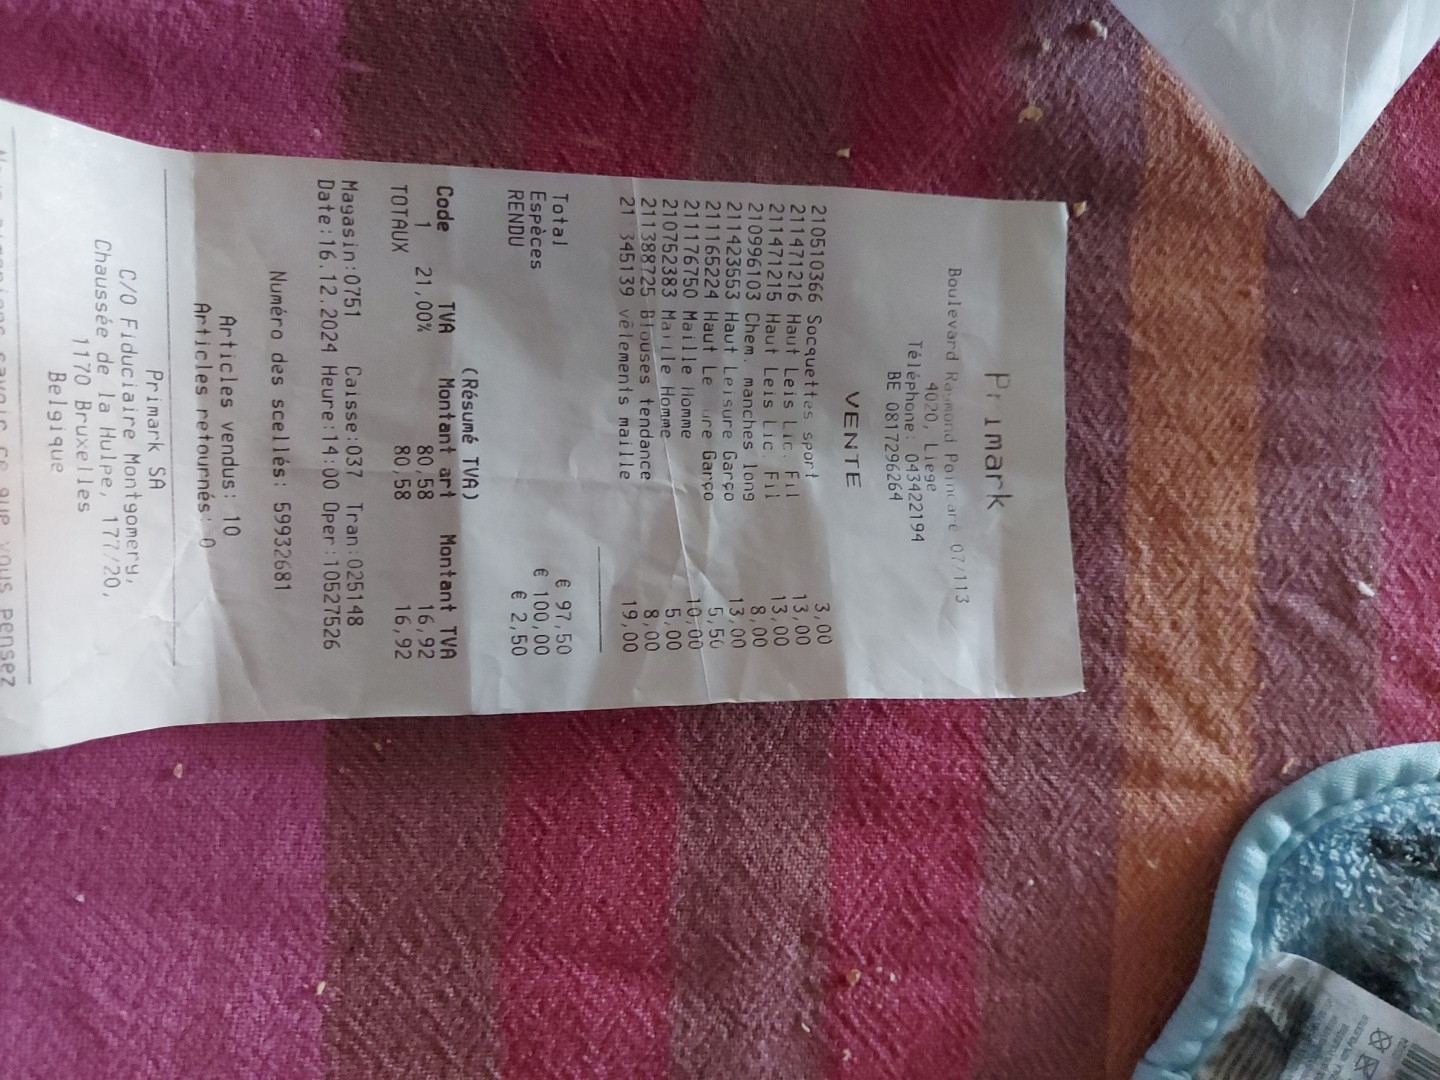 Primark
Boulevard Raymond Poincaré 07/113
4020, Liege
Téléphone: 043422194
BE 0817296264
VENTE
210510366 Socquettes sport 3,00
211471216 Haut Leis Lic. Fil 13,00
211471215 Haut Leis Lic. Fil 13,00
210996103 Chem. manches long 8,00
211423553 Haut Leisure Garço 13,00
211165224 Haut Le ure Garço 5,50
211176750 Maille Homme 10,00
210752383 Maille Homme 5,00
211388725 Blouses tendance 8,00
21 345139 vêtements maille 19,00
Total € 97,50
Espèces € 100,00
RENDU € 2,50
(Résumé TVA)
Code TVA Montant art Montant TVA
1 21,00% 80,58 16,92
TOTAUX 80,58 16,92
Magasin:0751 Caisse:037 Tran:025148
Date:16.12.2024 Heure:14:00 Oper:10527526
Numéro des scellés: 59932681
Articles vendus: 10
Articles retournés: 0
Primark SA
C/O Fiduciaire Montgomery,
Chaussée de la Hulpe, 177/20,
1170 Bruxelles
Belgique
savoir ce que vous pensez